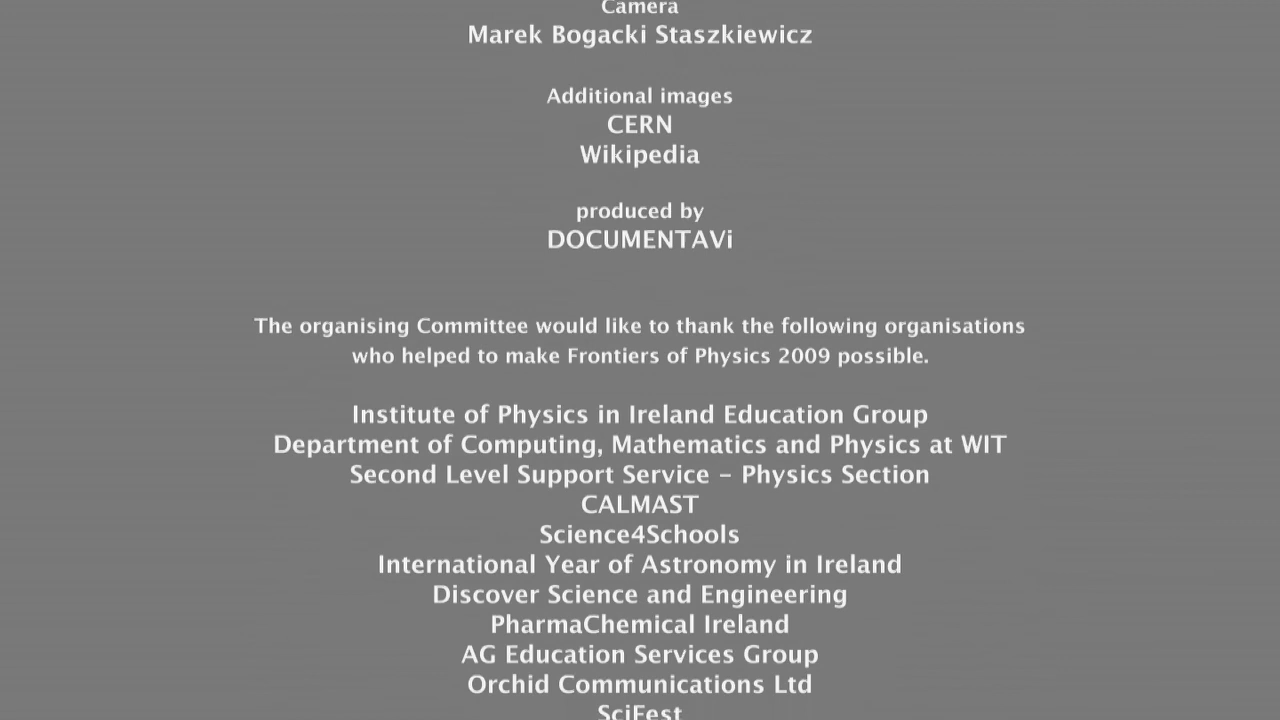 Camera
Marek Bogacki Staszkiewicz
Additional images
CERN
Wikipedia
produced by
DOCUMENTAVi
The organising Committee would like to thank the following organisations
who helped to make Frontiers of Physics 2009 possible.
Institute of Physics in Ireland Education Group
Department of Computing, Mathematics and Physics at WIT
Second Level Support Service – Physics Section
CALMAST
Science4Schools
International Year of Astronomy in Ireland
Discover Science and Engineering
PharmaChemical Ireland
AG Education Services Group
Orchid Communications Ltd
SciFest